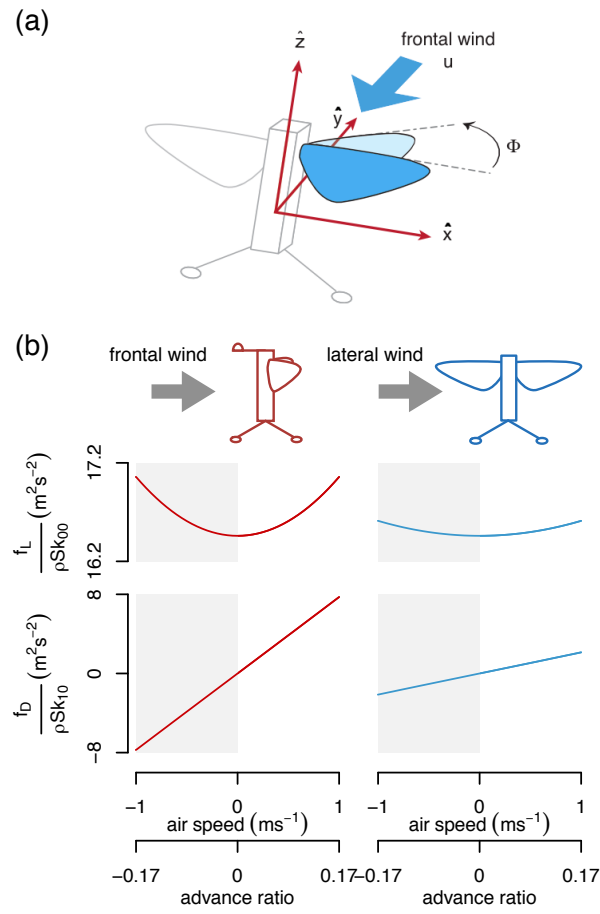 (a)
frontal wind
u
ẑ
ŷ
Φ
x̂
(b)
frontal wind
lateral wind
f_L
ρSk_00
(m²s⁻²)
17.2
16.2
f_D
ρSk_10
(m²s⁻²)
8
0
−8
−1 0 1
air speed (ms⁻¹)
−0.17 0 0.17
advance ratio
−1 0 1
air speed (ms⁻¹)
−0.17 0 0.17
advance ratio